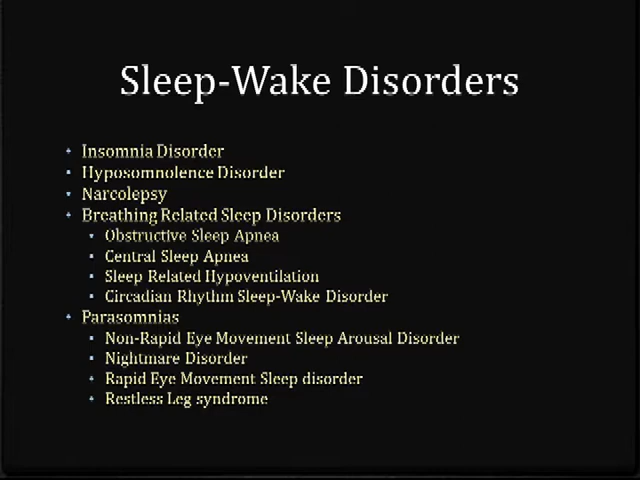 Sleep-Wake Disorders
Insomnia Disorder
Hyposomnolence Disorder
Narcolepsy
Breathing Related Sleep Disorders
Obstructive Sleep Apnea
Central Sleep Apnea
Sleep Related Hypoventilation
Circadian Rhythm Sleep-Wake Disorder
Parasomnias
Non-Rapid Eye Movement Sleep Arousal Disorder
Nightmare Disorder
Rapid Eye Movement Sleep disorder
Restless Leg syndrome